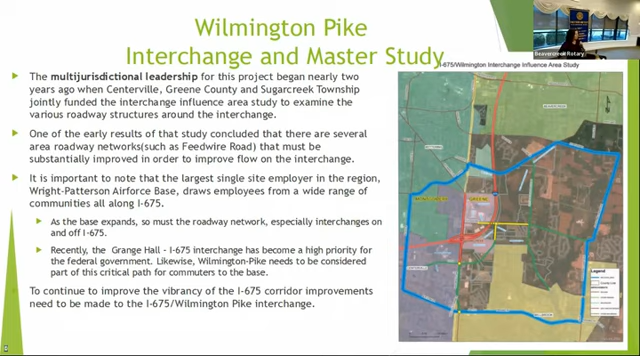 Wilmington Pike
Interchange and Master Study
Beavercreek Rotary
I-675/Wilmington Interchange Influence Area Study
The multijurisdictional leadership for this project began nearly two
years ago when Centerville, Greene County and Sugarcreek Township
jointly funded the interchange influence area study to examine the
various roadway structures around the interchange.
One of the early results of that study concluded that there are several
area roadway networks(such as Feedwire Road) that must be
substantially improved in order to improve flow on the interchange.
It is important to note that the largest single site employer in the region,
Wright-Patterson Airforce Base, draws employees from a wide range of
communities all along I-675.
As the base expands, so must the roadway network, especially interchanges on
and off I-675.
Recently, the Grange Hall - I-675 interchange has become a high priority for
the federal government. Likewise, Wilmington-Pike needs to be considered
part of this critical path for commuters to the base.
To continue to improve the vibrancy of the I-675 corridor improvements
need to be made to the I-675/Wilmington Pike interchange.
Legend